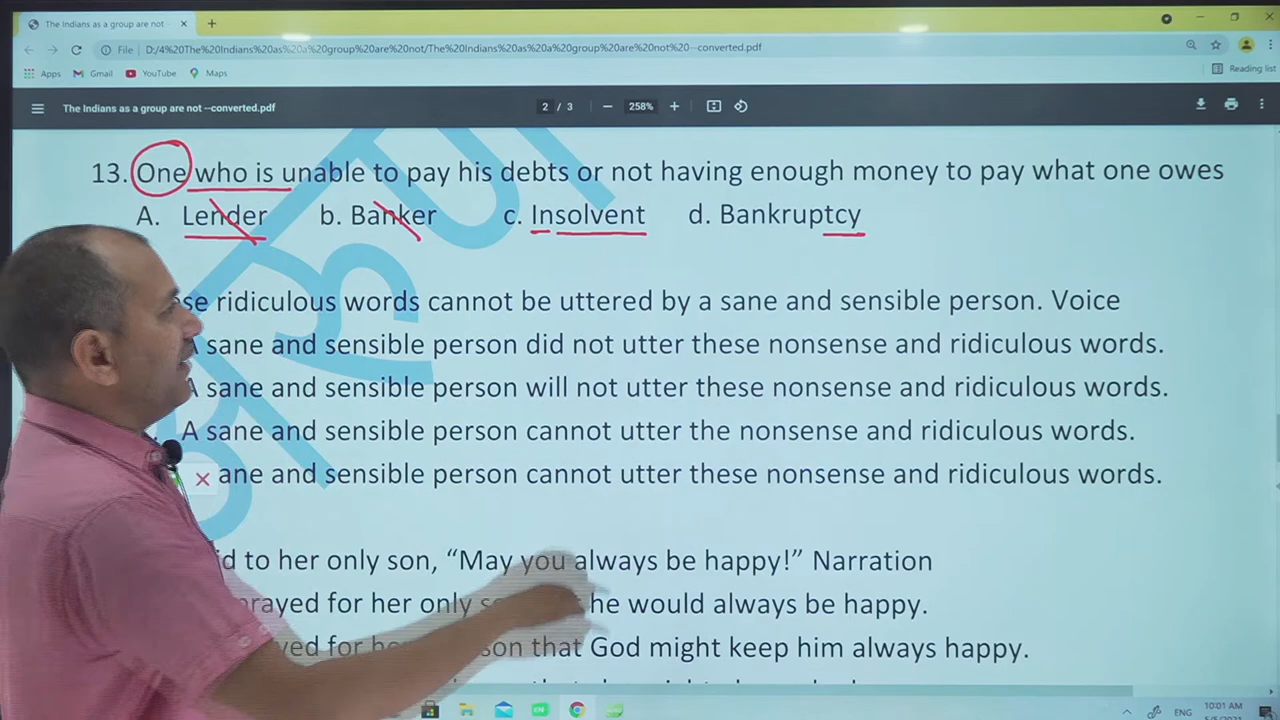 The Indians as a group are not -
File D:/4%20The%20Indians%20as%20a%20group%20are%20not/The%20Indians%20as%20a%20group%20are%20not%20--converted.pdf
Apps Gmail YouTube Maps Reading list
The Indians as a group are not --converted.pdf 2 / 3 258%
13. One who is unable to pay his debts or not having enough money to pay what one owes
A. Lender b. Banker c. Insolvent d. Bankruptcy
se ridiculous words cannot be uttered by a sane and sensible person. Voice
A sane and sensible person did not utter these nonsense and ridiculous words.
A sane and sensible person will not utter these nonsense and ridiculous words.
A sane and sensible person cannot utter the nonsense and ridiculous words.
ane and sensible person cannot utter these nonsense and ridiculous words.
d to her only son, “May you always be happy!” Narration
prayed for her only he would always be happy.
yed for son that God might keep him always happy.
ENG 10:01 AM